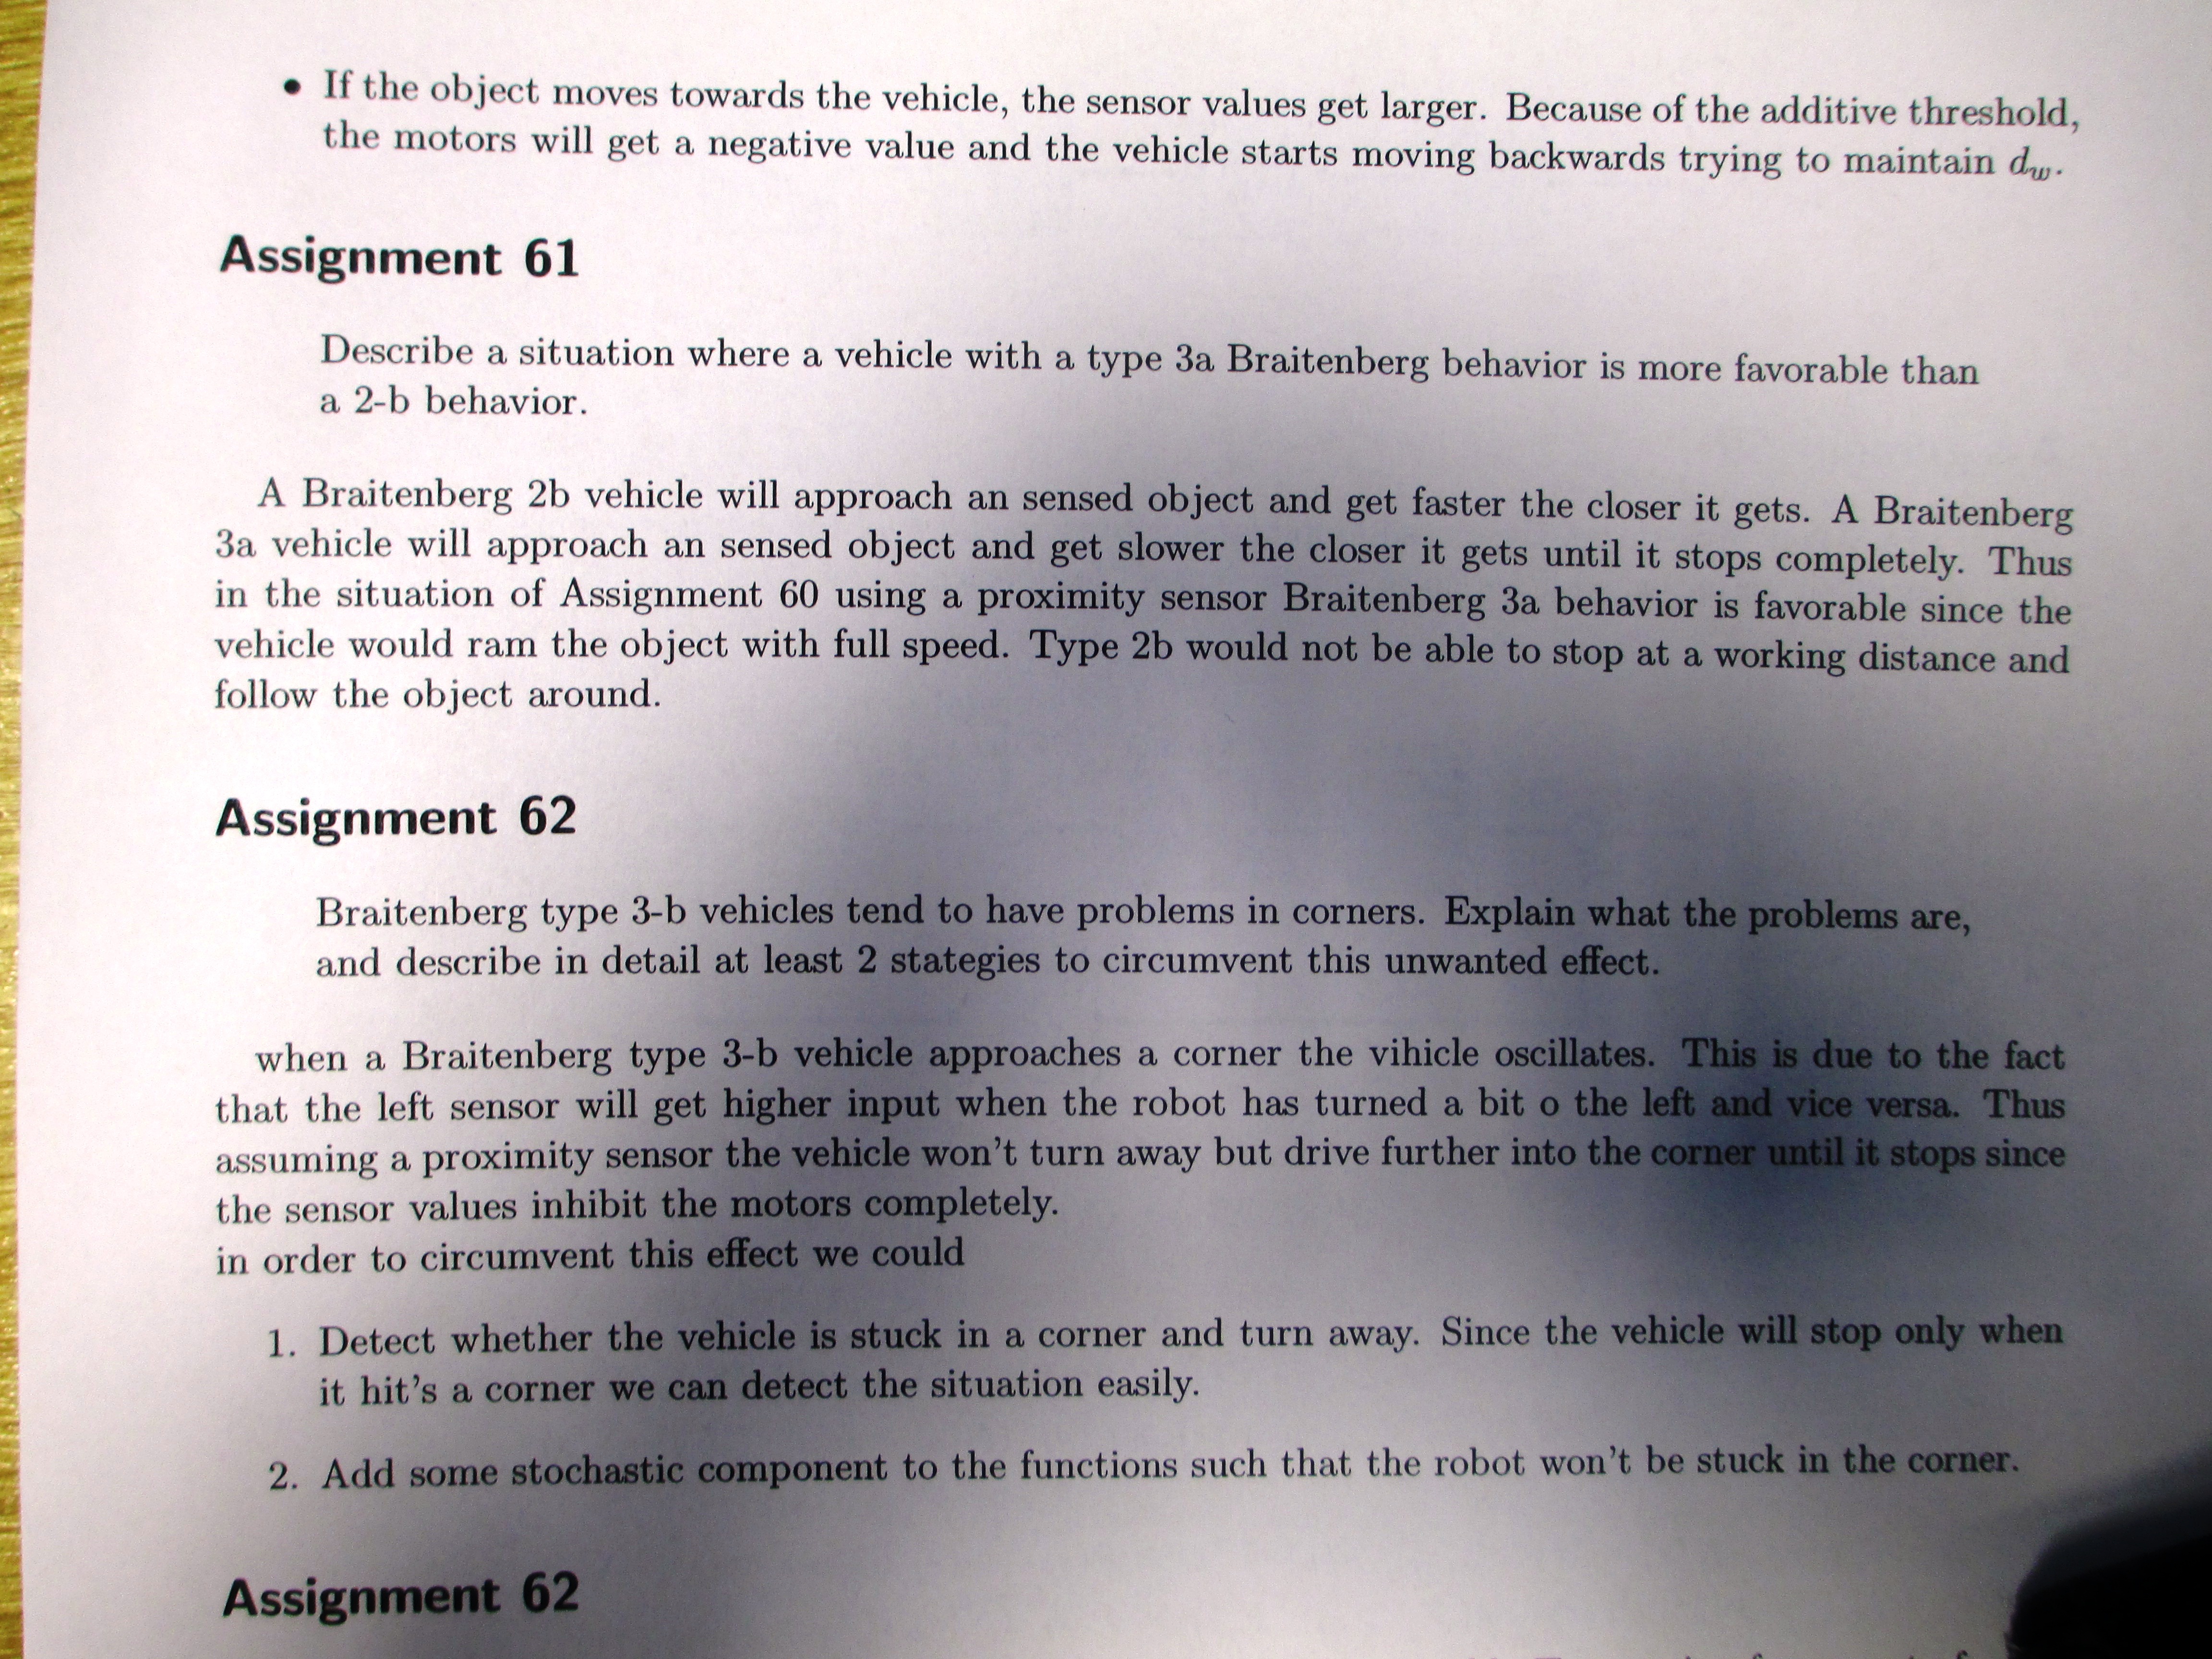 • If the object moves towards the vehicle, the sensor values get larger. Because of the additive threshold,
the motors will get a negative value and the vehicle starts moving backwards trying to maintain d_w.
Assignment 61
Describe a situation where a vehicle with a type 3a Braitenberg behavior is more favorable than
a 2-b behavior.
A Braitenberg 2b vehicle will approach an sensed object and get faster the closer it gets. A Braitenberg
3a vehicle will approach an sensed object and get slower the closer it gets until it stops completely. Thus
in the situation of Assignment 60 using a proximity sensor Braitenberg 3a behavior is favorable since the
vehicle would ram the object with full speed. Type 2b would not be able to stop at a working distance and
follow the object around.
Assignment 62
Braitenberg type 3-b vehicles tend to have problems in corners. Explain what the problems are,
and describe in detail at least 2 stategies to circumvent this unwanted effect.
when a Braitenberg type 3-b vehicle approaches a corner the vihicle oscillates. This is due to the fact
that the left sensor will get higher input when the robot has turned a bit o the left and vice versa. Thus
assuming a proximity sensor the vehicle won't turn away but drive further into the corner until it stops since
the sensor values inhibit the motors completely.
in order to circumvent this effect we could
1. Detect whether the vehicle is stuck in a corner and turn away. Since the vehicle will stop only when
it hit's a corner we can detect the situation easily.
2. Add some stochastic component to the functions such that the robot won't be stuck in the corner.
Assignment 62